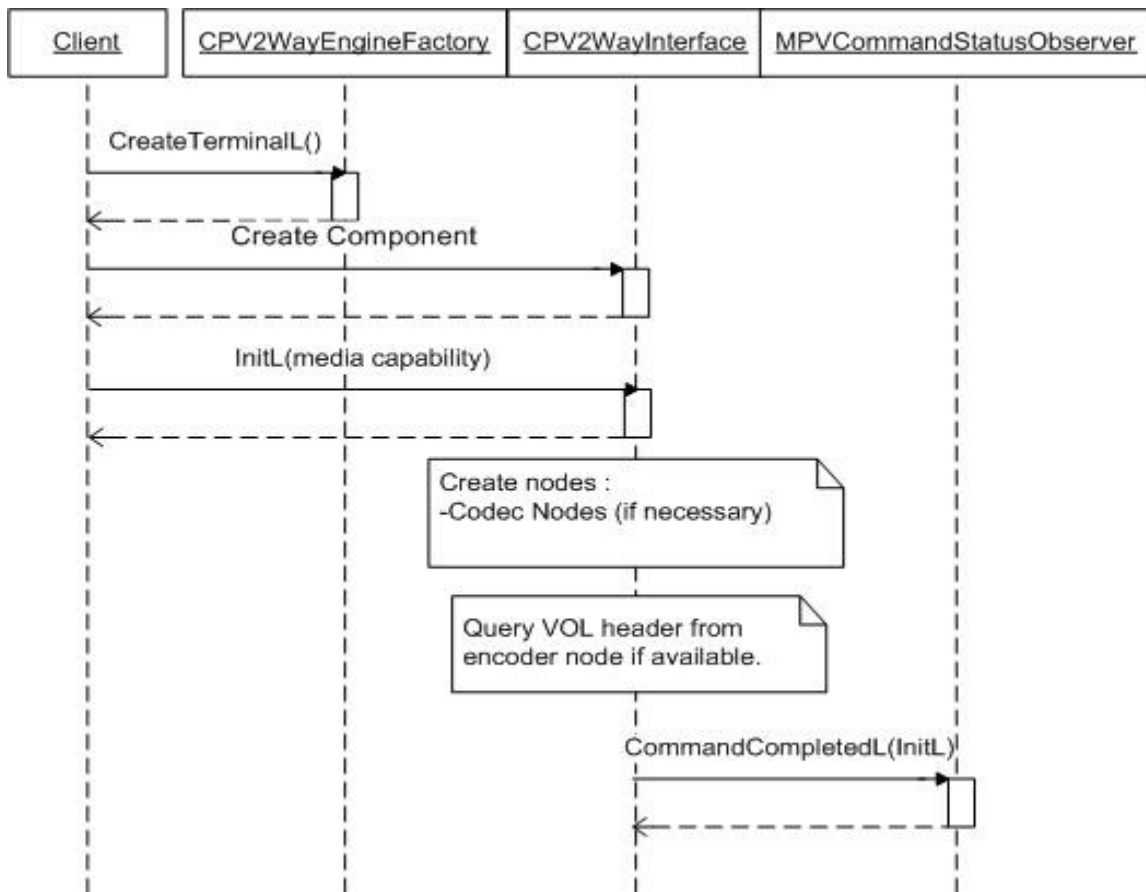 Client
CPV2WayEngineFactory
CPV2WayInterface
MPVCommandStatusObserver
CreateTerminalL()
Create Component
InitL(media capability)
Create nodes :
-Codec Nodes (if necessary)
Query VOL header from
encoder node if available.
CommandCompletedL(InitL)